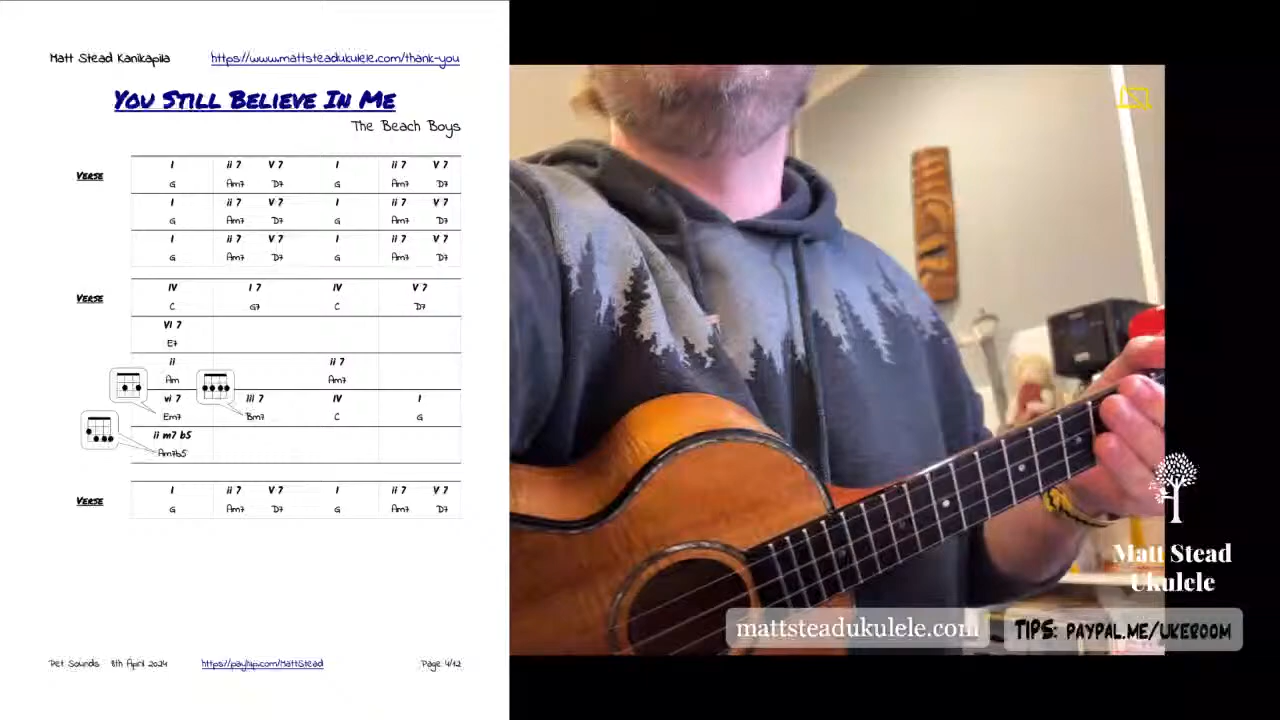 Matt Stead Kanikapila https://www.mattsteadukulele.com/thank-you
You Still Believe In Me
The Beach Boys
Verse
I ii 7 V 7 I ii 7 V 7
G Am7 D7 G Am7 D7
I ii 7 V 7 I ii 7 V 7
G Am7 D7 G Am7 D7
I ii 7 V 7 I ii 7 V 7
G Am7 D7 G Am7 D7
Verse
IV I 7 IV V 7
C G7 C D7
VI 7
E7
ii ii 7
Am Am7
vi 7 iii 7 IV I
Em7 Bm7 C G
ii m7 b5
Am7b5
Verse
I ii 7 V 7 I ii 7 V 7
G Am7 D7 G Am7 D7
Pet Sounds 8th April 2024 https://payhip.com/MattStead Page 4/12
Matt Stead
Ukulele
mattsteadukulele.com
TIPS: PAYPAL.ME/UKEROOM